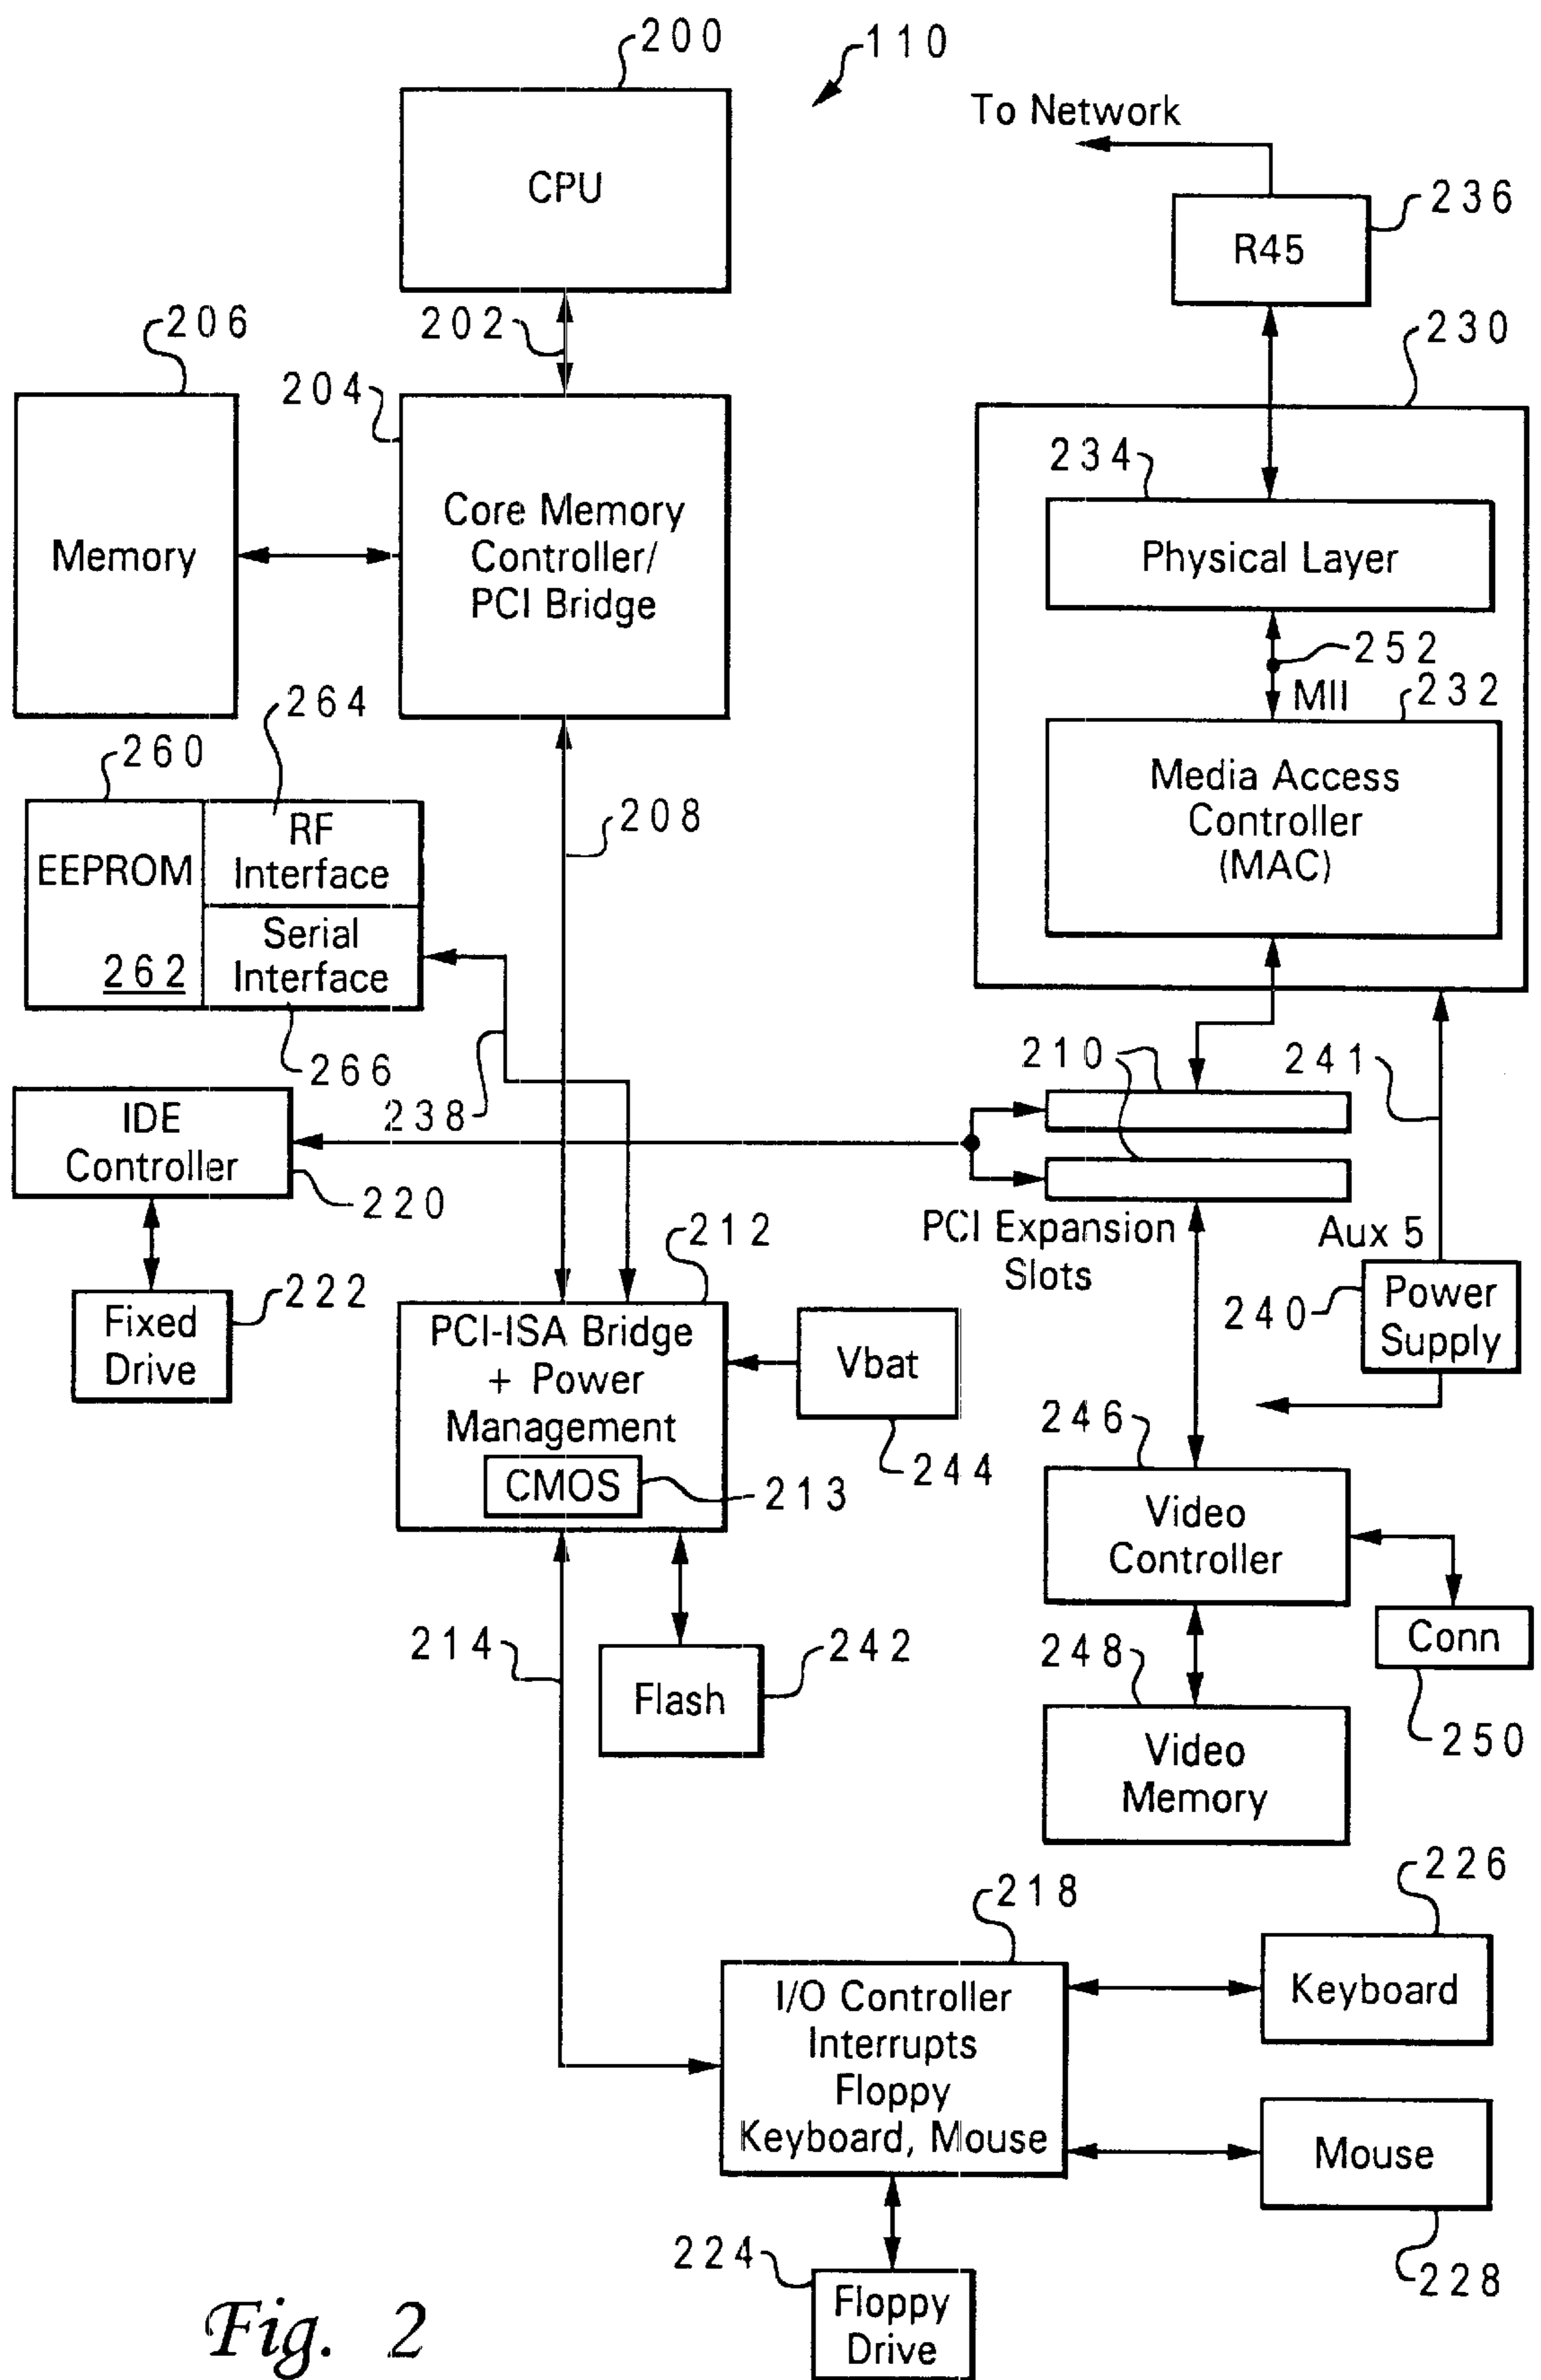 200
110
To Network
CPU
236
R45
202
206
230
204
234
Core Memory
Controller/
PCI Bridge
Memory
Physical Layer
252
MII
232
264
260
Media Access
Controller
(MAC)
208
RF
Interface
EEPROM
Serial
Interface
262
266
210
241
238
IDE
Controller
220
PCI Expansion
Slots
Aux 5
212
222
Fixed
Drive
240
Power
Supply
PCI-ISA Bridge
+ Power
Management
Vbat
246
244
CMOS
213
Video
Controller
214
242
Conn
248
Flash
250
Video
Memory
226
218
Keyboard
I/O Controller
Interrupts
Floppy
Keyboard, Mouse
Mouse
224
228
Floppy
Drive
Fig. 2